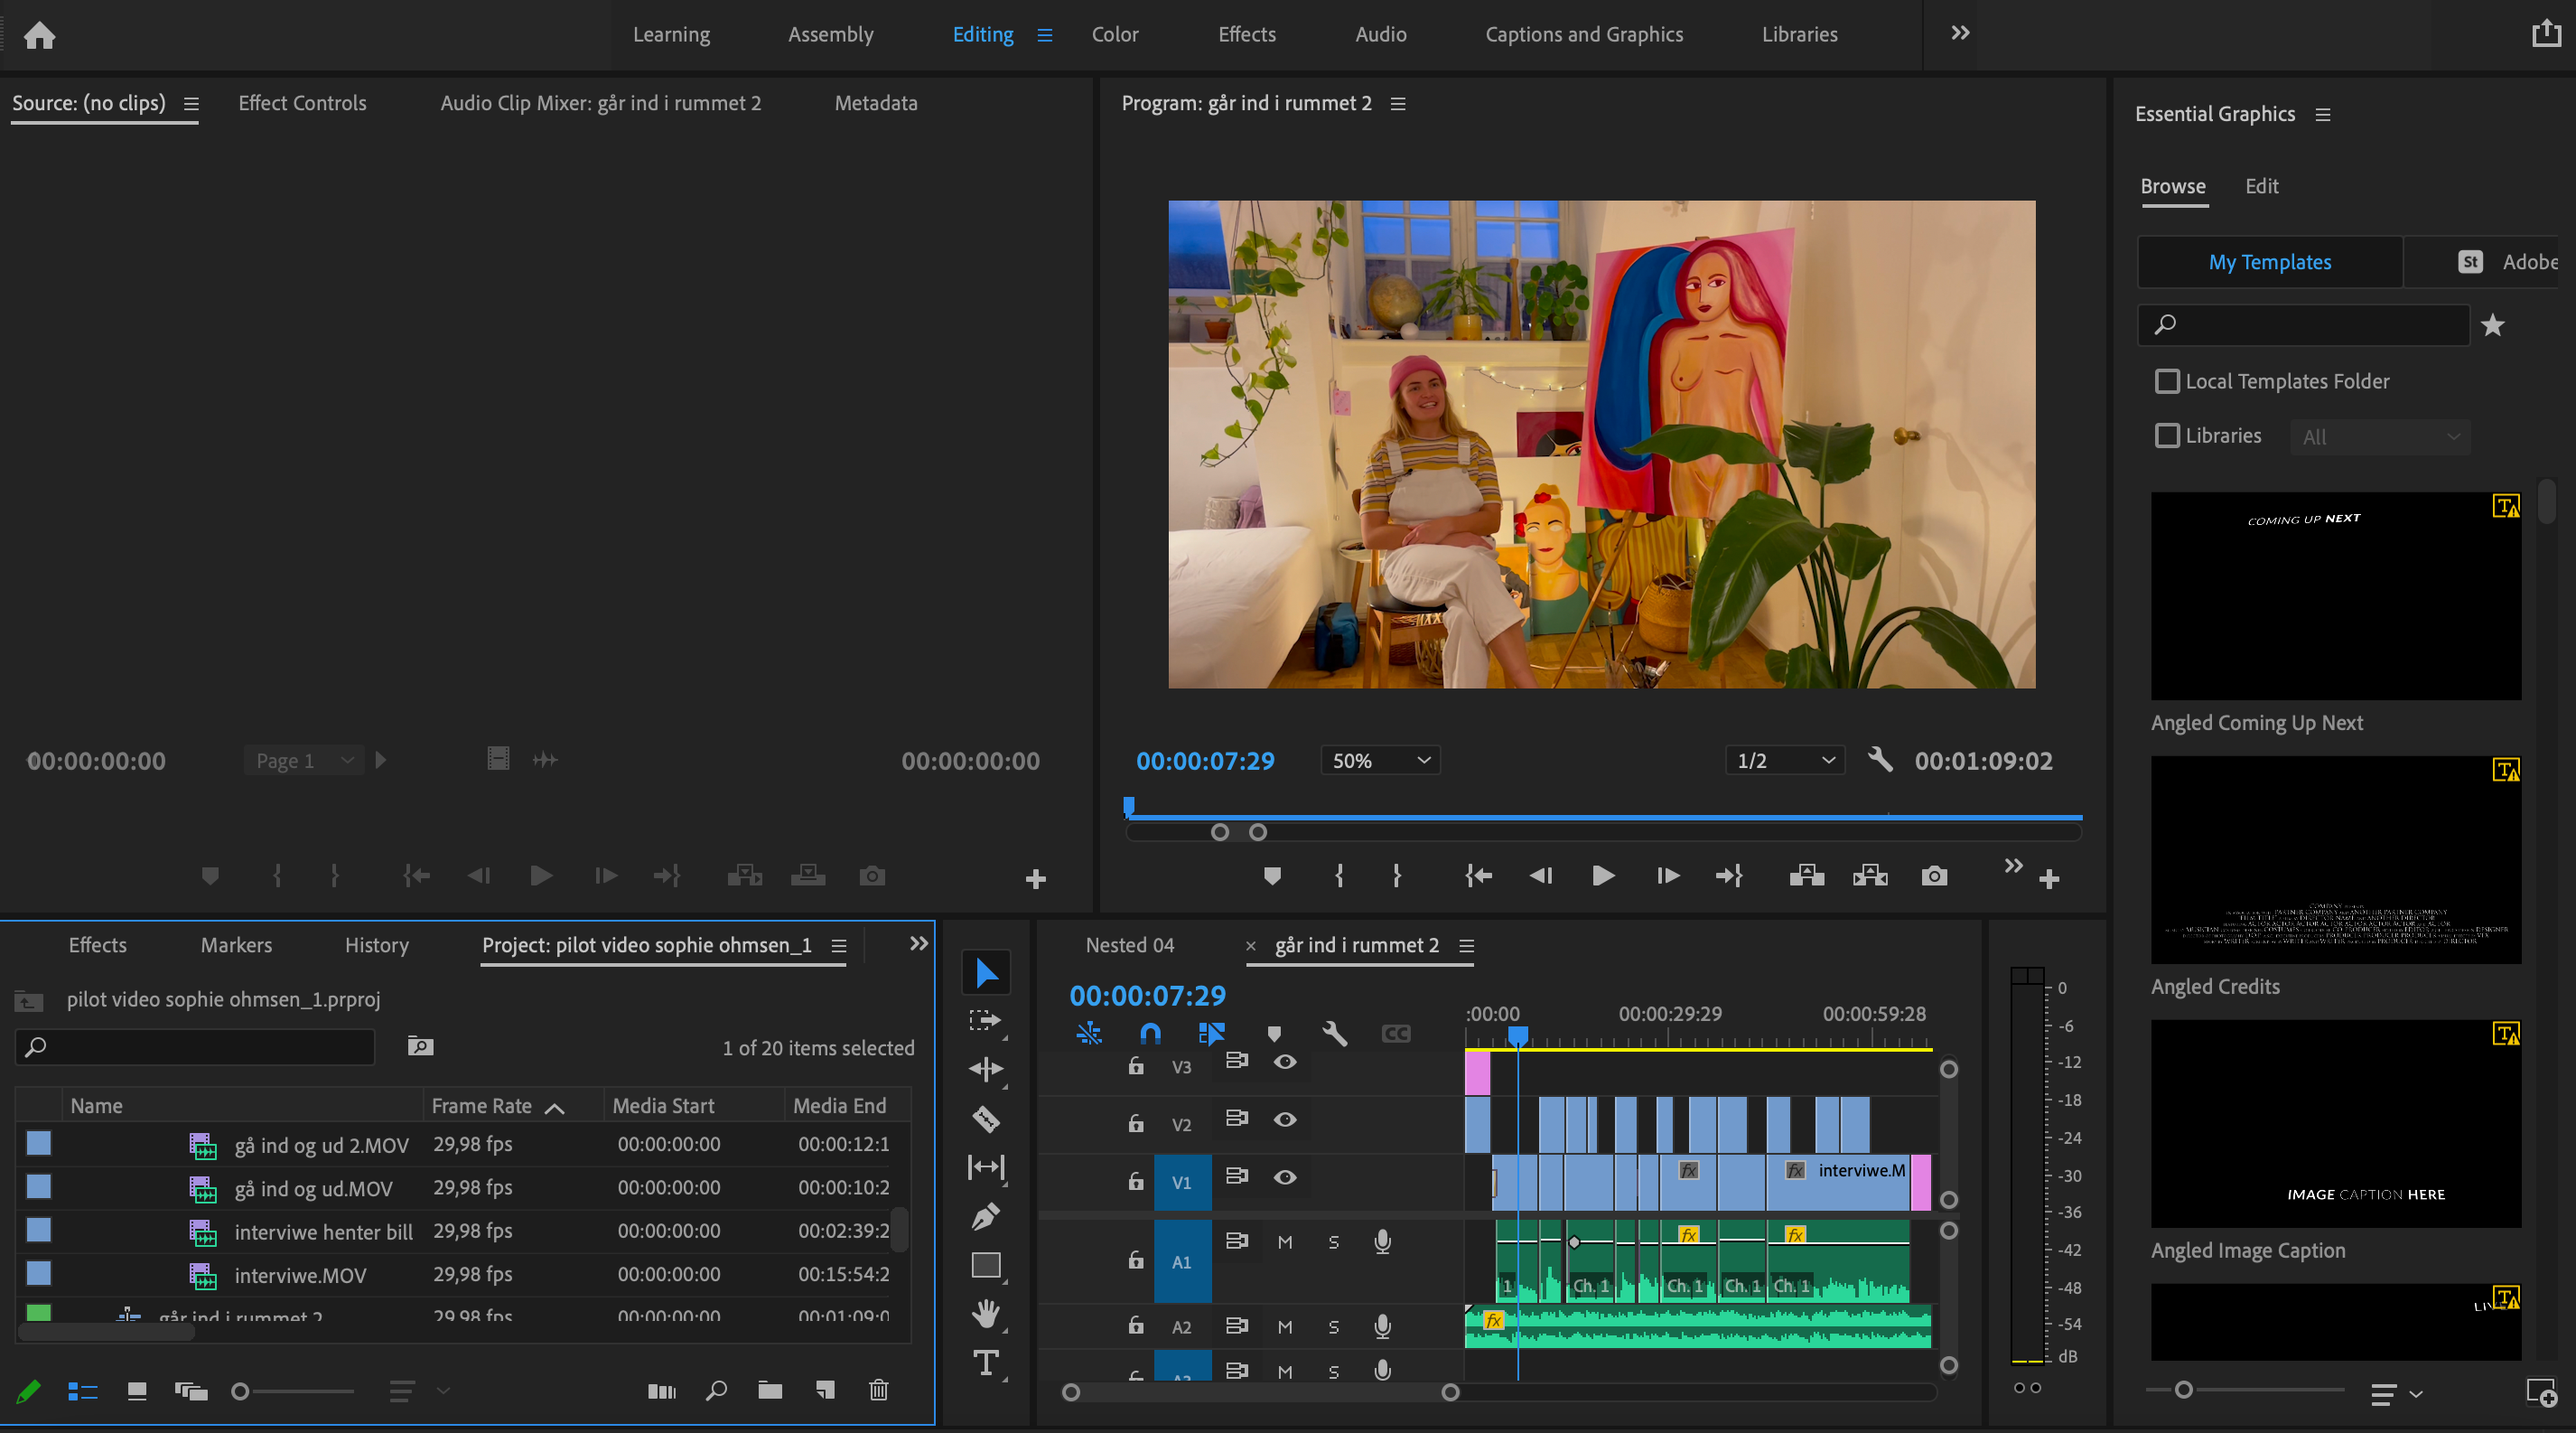 Learning Assembly Editing Color Effects Audio Captions and Graphics Libraries
Source: (no clips) Effect Controls Audio Clip Mixer: går ind i rummet 2 Metadata
00:00:00:00 Page 1 00:00:00:00
Program: går ind i rummet 2
00:00:07:29 50% 1/2 00:01:09:02
Essential Graphics
Browse Edit
My Templates St Adobe
Local Templates Folder
Libraries All
COMING UP NEXT
Angled Coming Up Next
Angled Credits
IMAGE CAPTION HERE
Angled Image Caption
Effects Markers History Project: pilot video sophie ohmsen_1
pilot video sophie ohmsen_1.prproj
1 of 20 items selected
Name Frame Rate Media Start Media End
gå ind og ud 2.MOV 29,98 fps 00:00:00:00 00:00:12:1
gå ind og ud.MOV 29,98 fps 00:00:00:00 00:00:10:2
interviwe henter bill 29,98 fps 00:00:00:00 00:02:39:2
interviwe.MOV 29,98 fps 00:00:00:00 00:15:54:2
går ind i rummet 2 29,98 fps 00:00:00:00 00:01:09:0
T
Nested 04 går ind i rummet 2
00:00:07:29
:00:00 00:00:29:29 00:00:59:28
CC
V3
V2
V1 fx fx interviwe.M
A1 M S fx fx
1 Ch. 1 Ch. 1 Ch. 1 Ch. 1
A2 M S fx
A3 M S
0
-6
-12
-18
-24
-30
-36
-42
-48
-54
dB